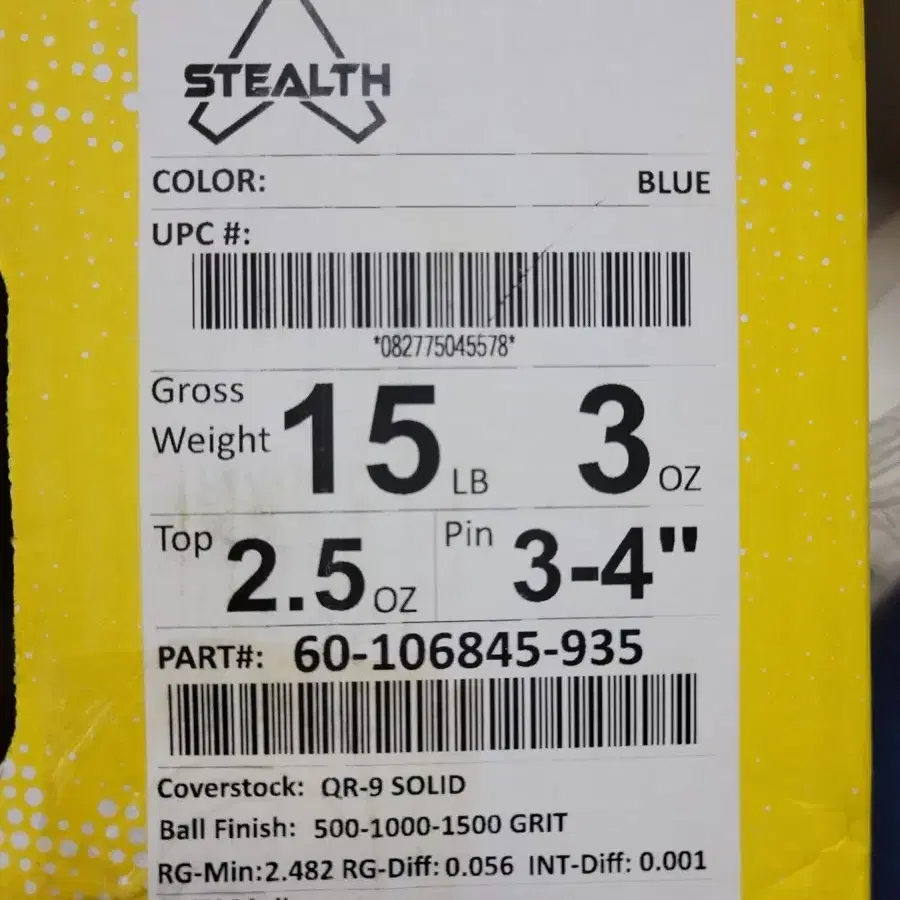 STEALTH
COLOR: BLUE
UPC #:
*082775045578*
Gross Weight 15 LB 3 OZ
Top 2.5 OZ Pin 3-4"
PART#: 60-106845-935
Coverstock: QR-9 SOLID
Ball Finish: 500-1000-1500 GRIT
RG-Min:2.482 RG-Diff: 0.056 INT-Diff: 0.001